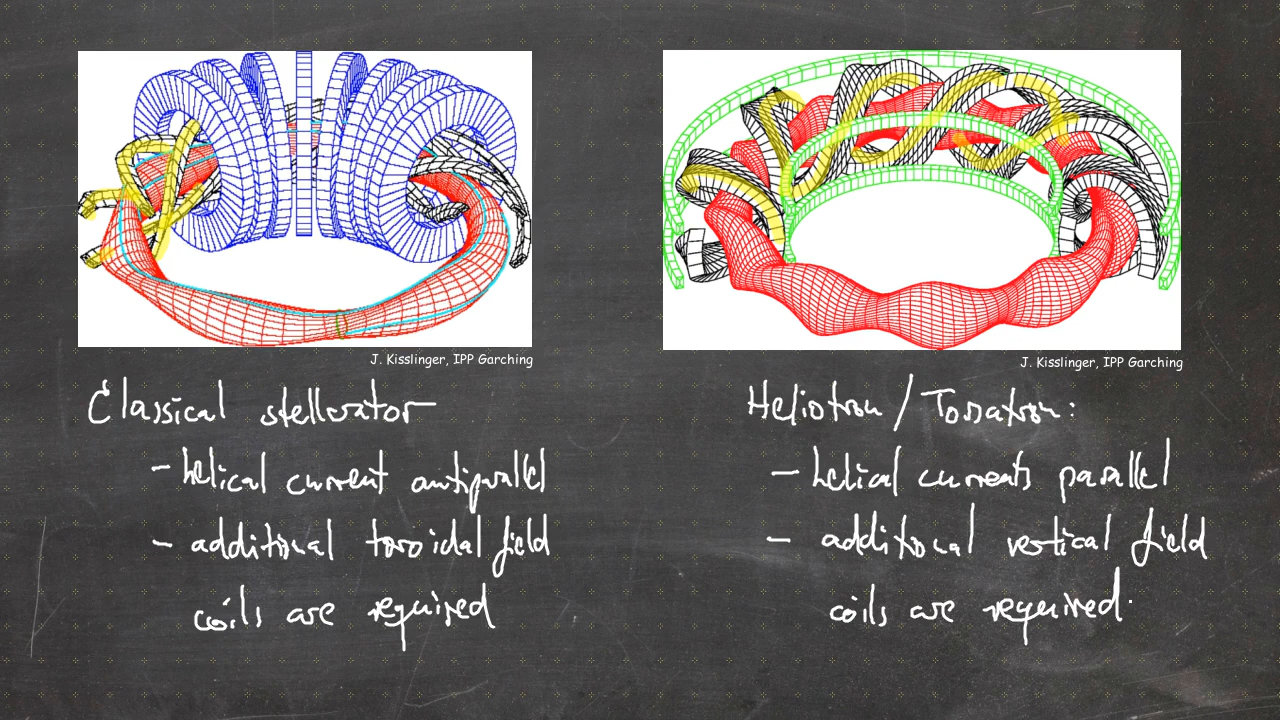 J. Kisslinger, IPP Garching
Classical stellarator
- helical current antiparallel
- additional toroidal field
coils are required
J. Kisslinger, IPP Garching
Heliotron / Torsatron:
- helical currents parallel
- additional vertical field
coils are required.